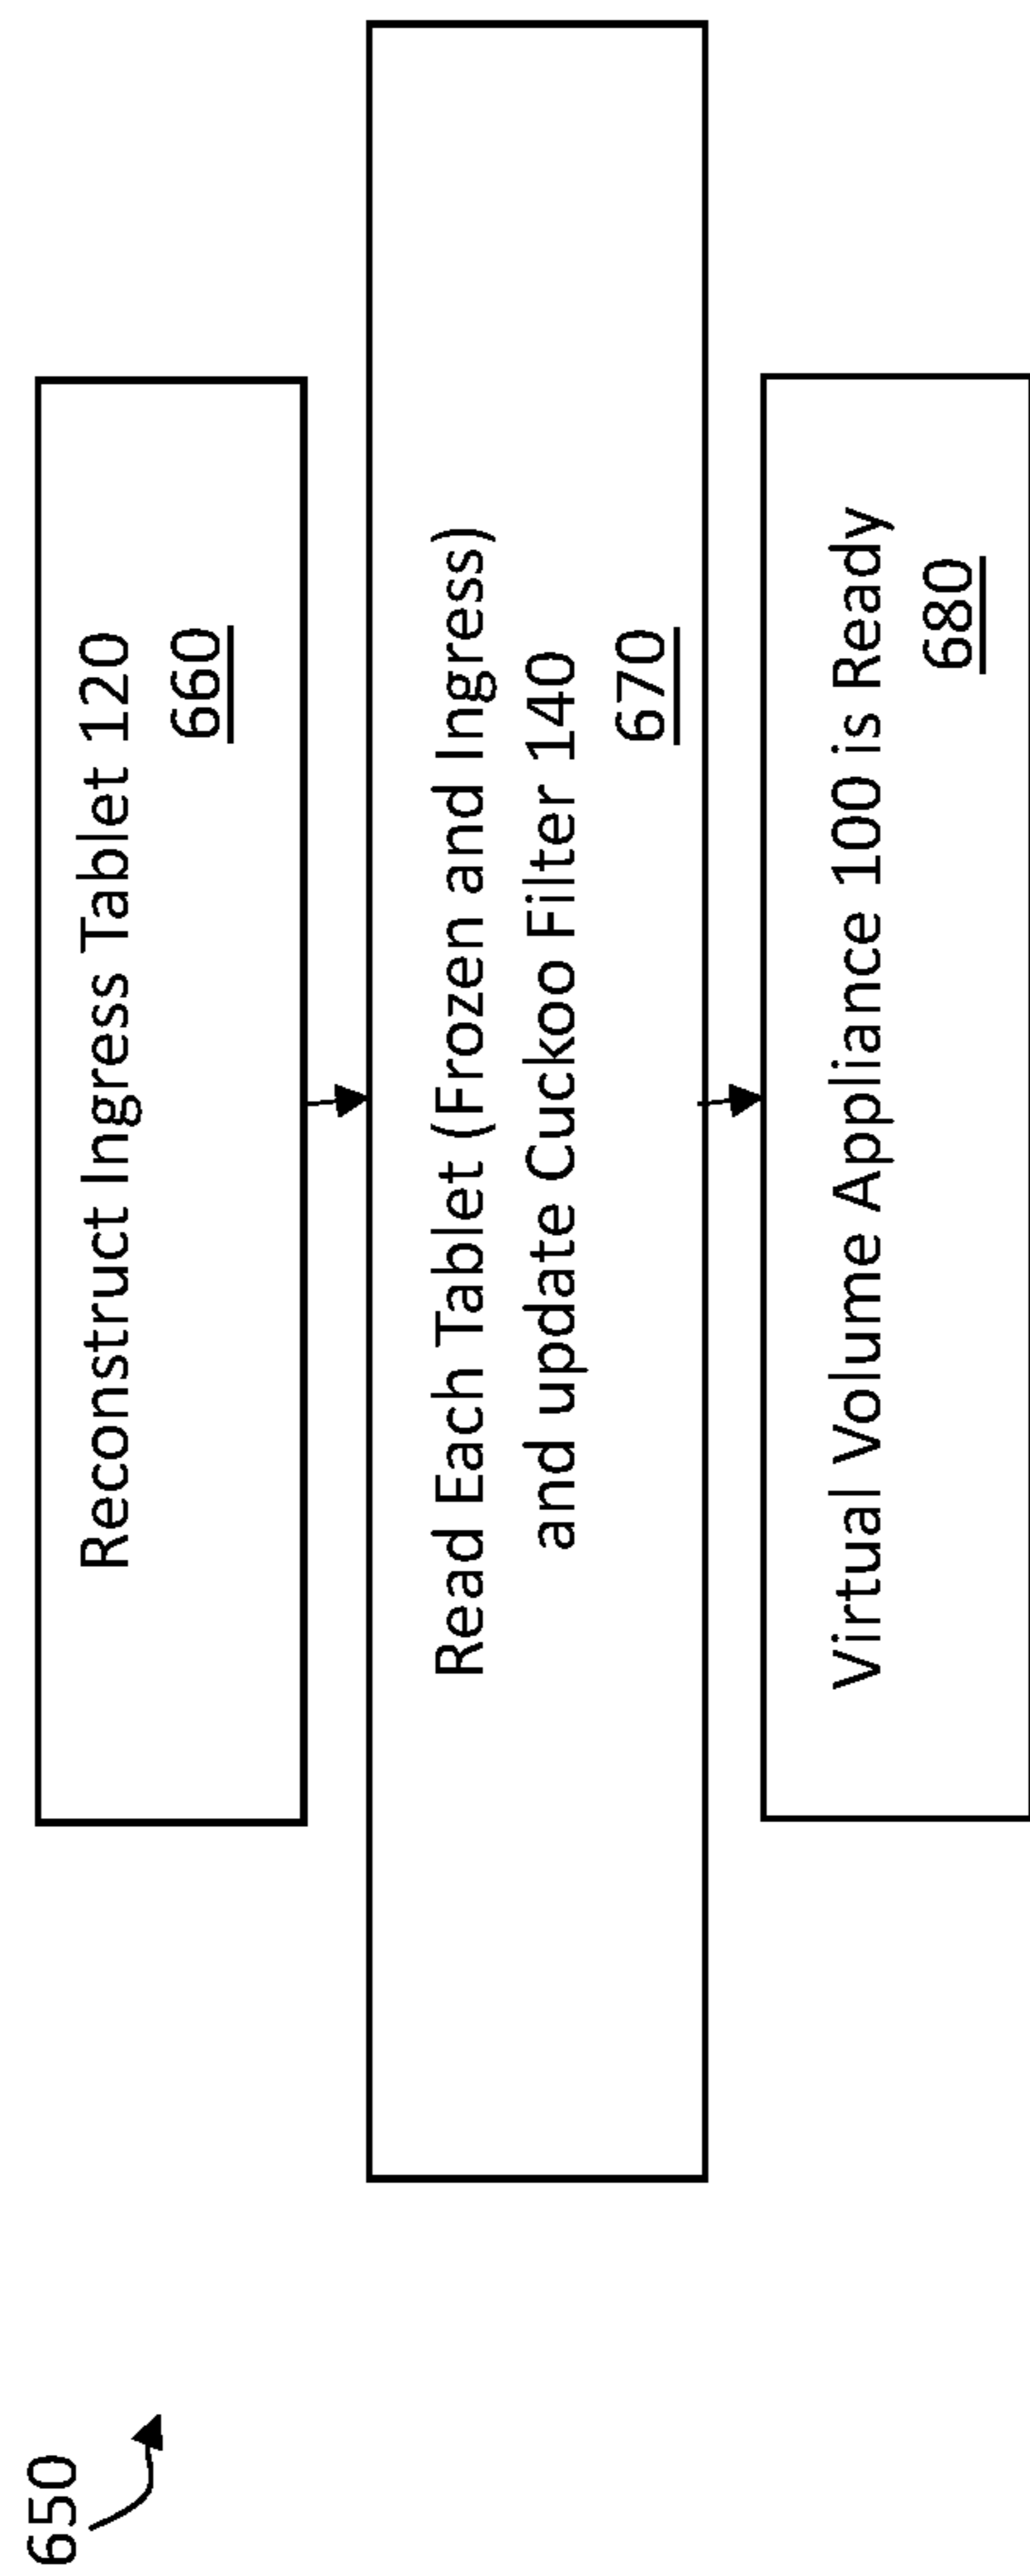 650
Reconstruct Ingress Tablet 120
660
Read Each Tablet (Frozen and Ingress)
and update Cuckoo Filter 140
670
Virtual Volume Appliance 100 is Ready
680